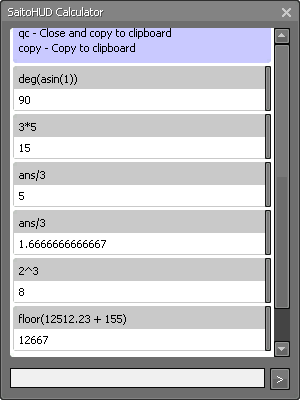 SaitoHUD Calculator
qc - Close and copy to clipboard
copy - Copy to clipboard
deg(asin(1))
90
3*5
15
ans/3
5
ans/3
1.6666666666667
2^3
8
floor(12512.23 + 155)
12667
>